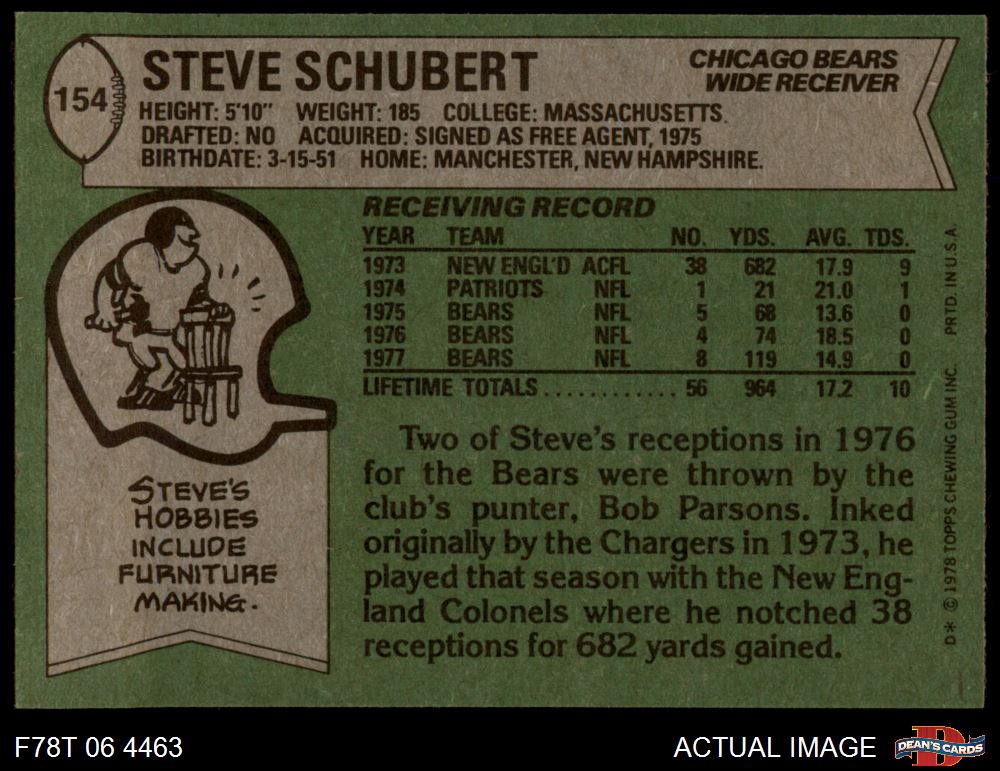 154
STEVE SCHUBERT
CHICAGO BEARS
WIDE RECEIVER
HEIGHT: 5'10" WEIGHT: 185 COLLEGE: MASSACHUSETTS.
DRAFTED: NO ACQUIRED: SIGNED AS FREE AGENT, 1975
BIRTHDATE: 3-15-51 HOME: MANCHESTER, NEW HAMPSHIRE.
RECEIVING RECORD
YEAR TEAM NO. YDS. AVG. TDS.
1973 NEW ENGL'D ACFL 38 682 17.9 9
1974 PATRIOTS NFL 1 21 21.0 1
1975 BEARS NFL 5 68 13.6 0
1976 BEARS NFL 4 74 18.5 0
1977 BEARS NFL 8 119 14.9 0
LIFETIME TOTALS ............ 56 964 17.2 10
STEVE'S
HOBBIES
INCLUDE
FURNITURE
MAKING.
Two of Steve's receptions in 1976
for the Bears were thrown by the
club's punter, Bob Parsons. Inked
originally by the Chargers in 1973, he
played that season with the New Eng-
land Colonels where he notched 38
receptions for 682 yards gained.
D* © 1978 TOPPS CHEWING GUM INC. PRTD. IN U.S.A.
F78T 06 4463
ACTUAL IMAGE
D
DEAN'S CARDS